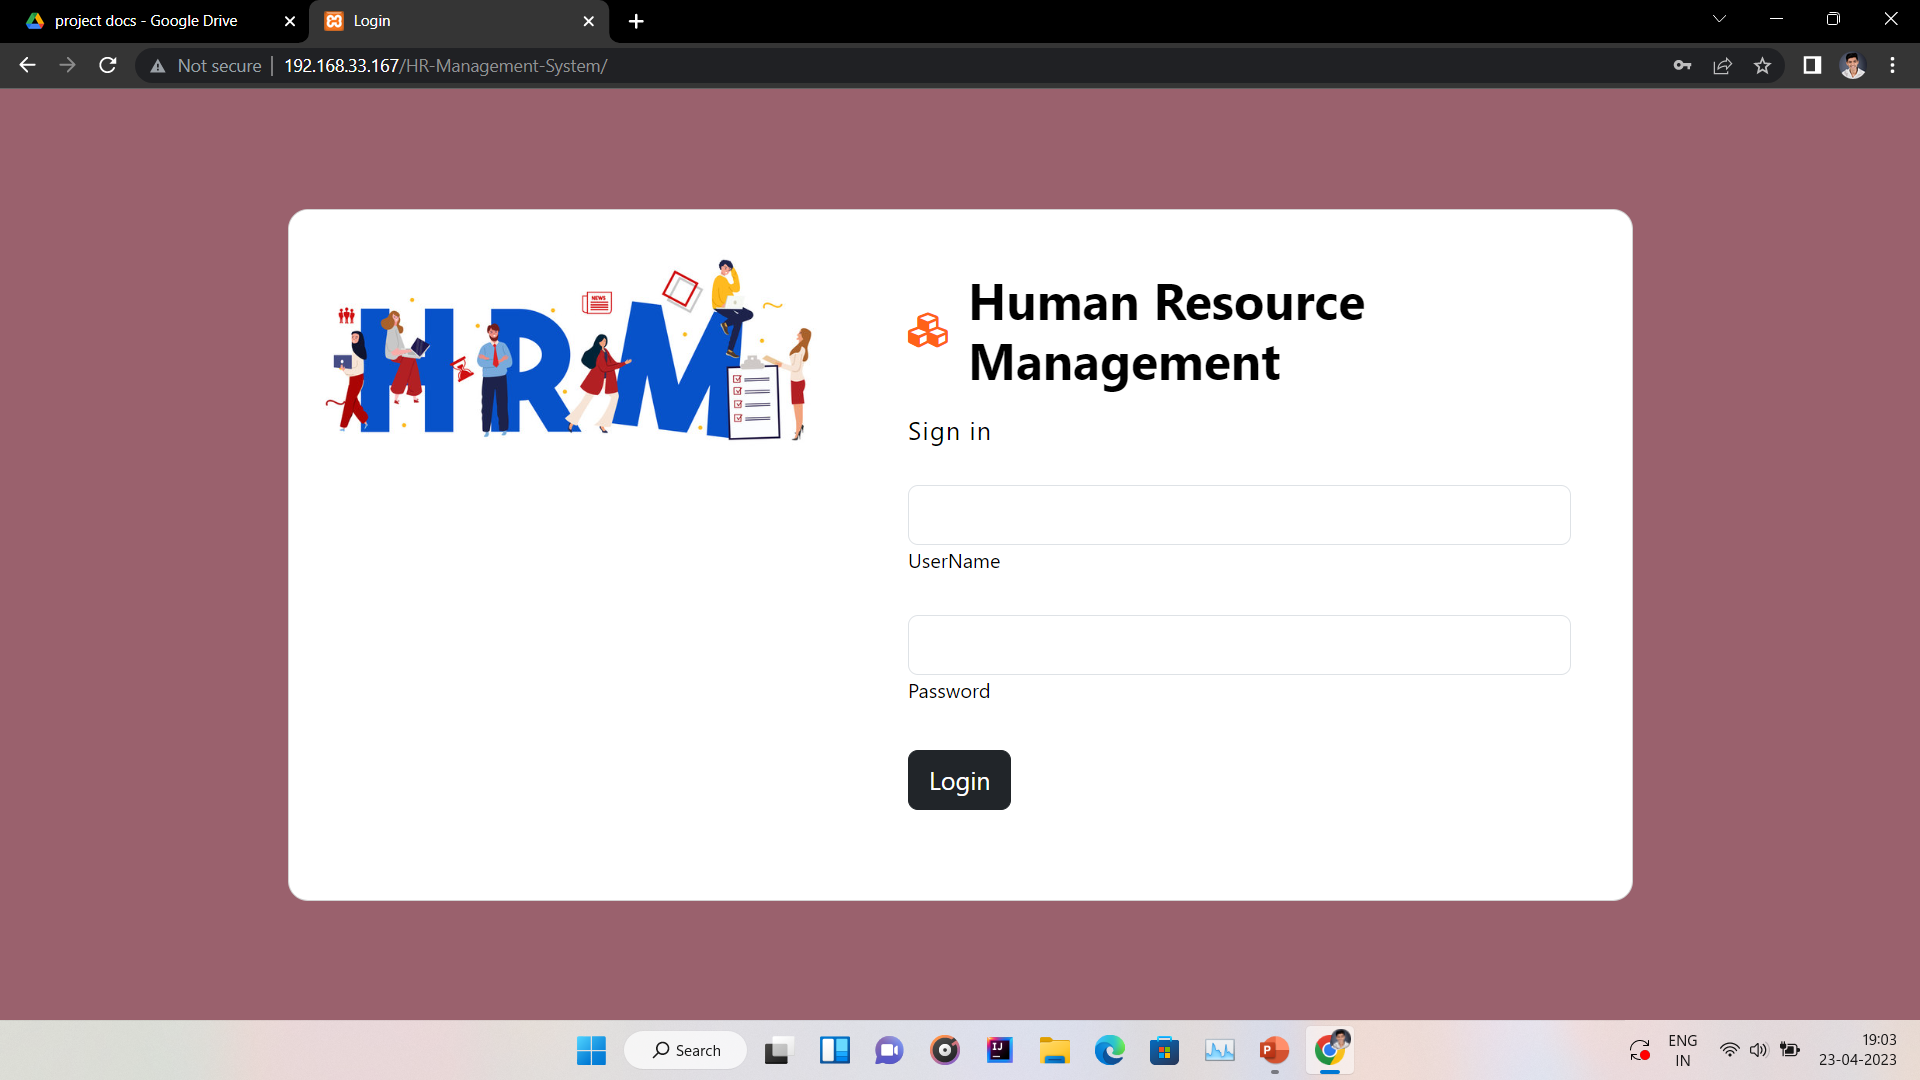 project docs - Google Drive
Login
Not secure
192.168.33.167/HR-Management-System/
HRM
NEWS
Human Resource
Management
Sign in
UserName
Password
Login
Search
IJ
P
ENG
IN
19:03
23-04-2023